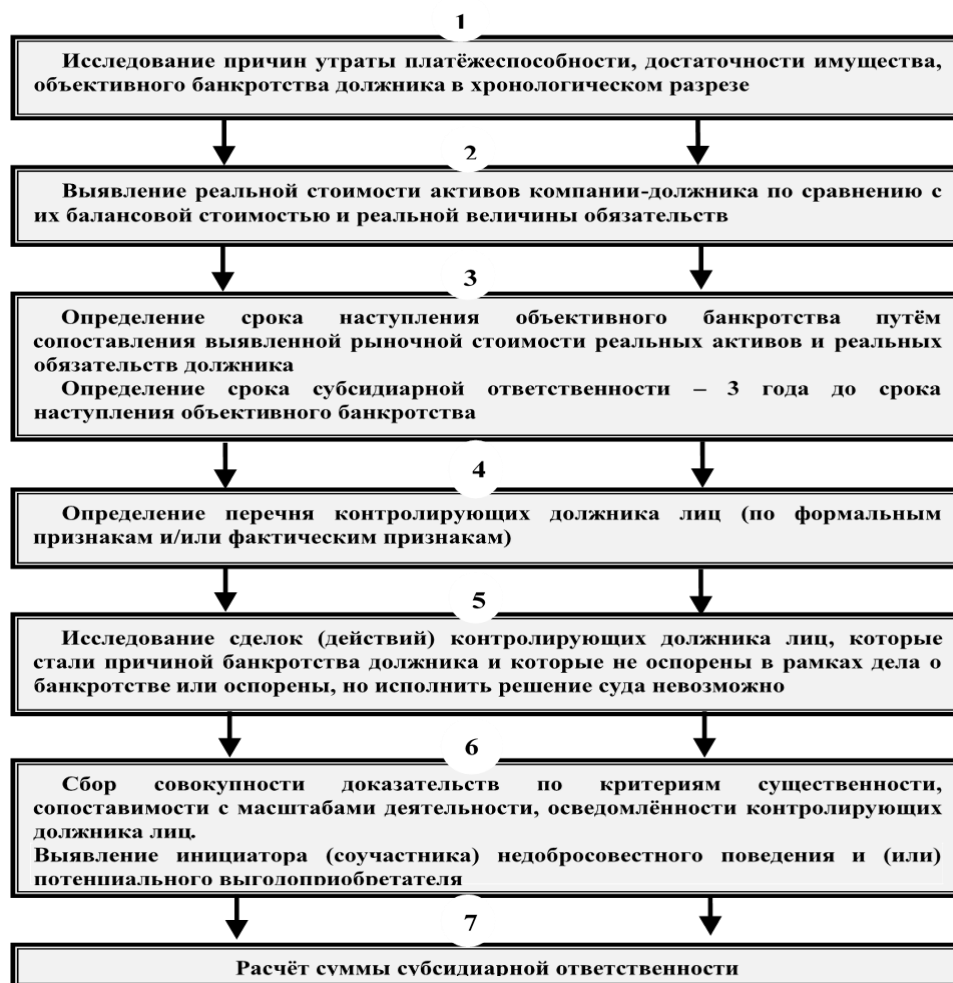 1
Исследование причин утраты платёжеспособности, достаточности имущества,
объективного банкротства должника в хронологическом разрезе
2
Выявление реальной стоимости активов компании-должника по сравнению с
их балансовой стоимостью и реальной величины обязательств
3
Определение срока наступления объективного банкротства путём
сопоставления выявленной рыночной стоимости реальных активов и реальных
обязательств должника
Определение срока субсидиарной ответственности – 3 года до срока
наступления объективного банкротства
4
Определение перечня контролирующих должника лиц (по формальным
признакам и/или фактическим признакам)
5
Исследование сделок (действий) контролирующих должника лиц, которые
стали причиной банкротства должника и которые не оспорены в рамках дела о
банкротстве или оспорены, но исполнить решение суда невозможно
6
Сбор совокупности доказательств по критериям существенности,
сопоставимости с масштабами деятельности, осведомлённости контролирующих
должника лиц.
Выявление инициатора (соучастника) недобросовестного поведения и (или)
потенциального выгодоприобретателя
7
Расчёт суммы субсидиарной ответственности